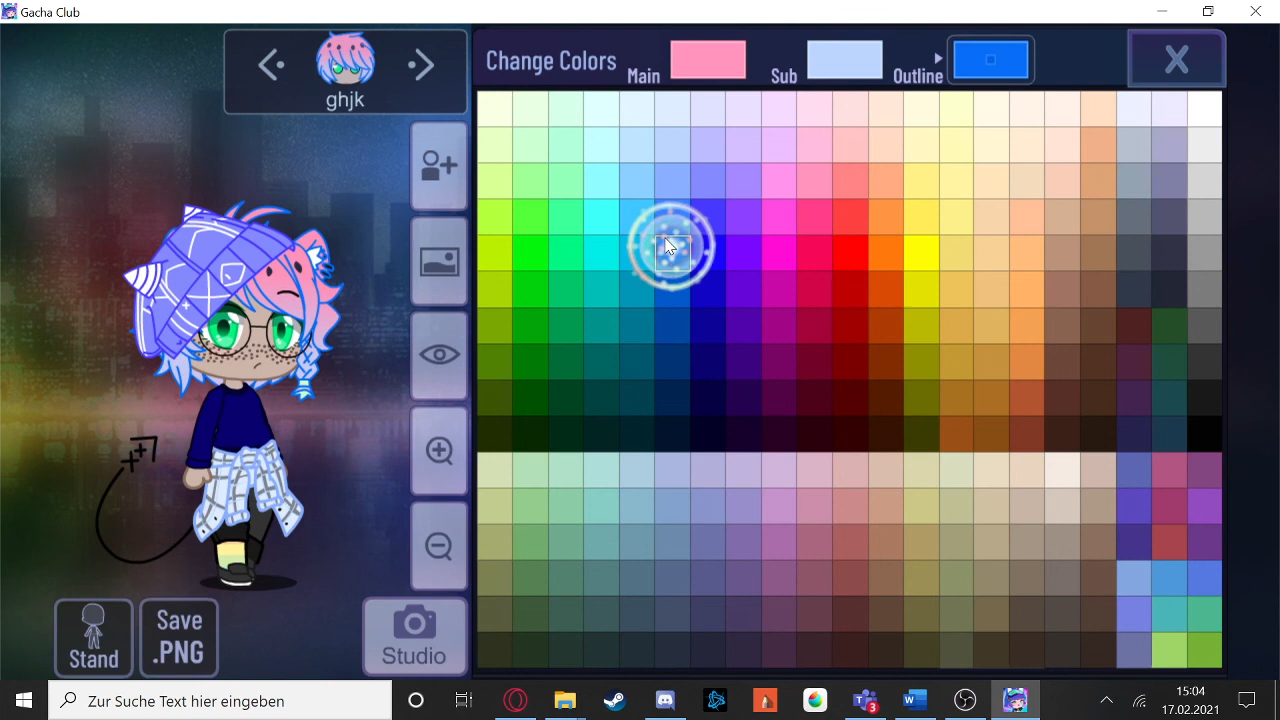 Gacha Club
ghjk
Change Colors
Main
Sub
Outline
X
Stand
Save
.PNG
Studio
Zur Suche Text hier eingeben
3
15:04
17.02.2021